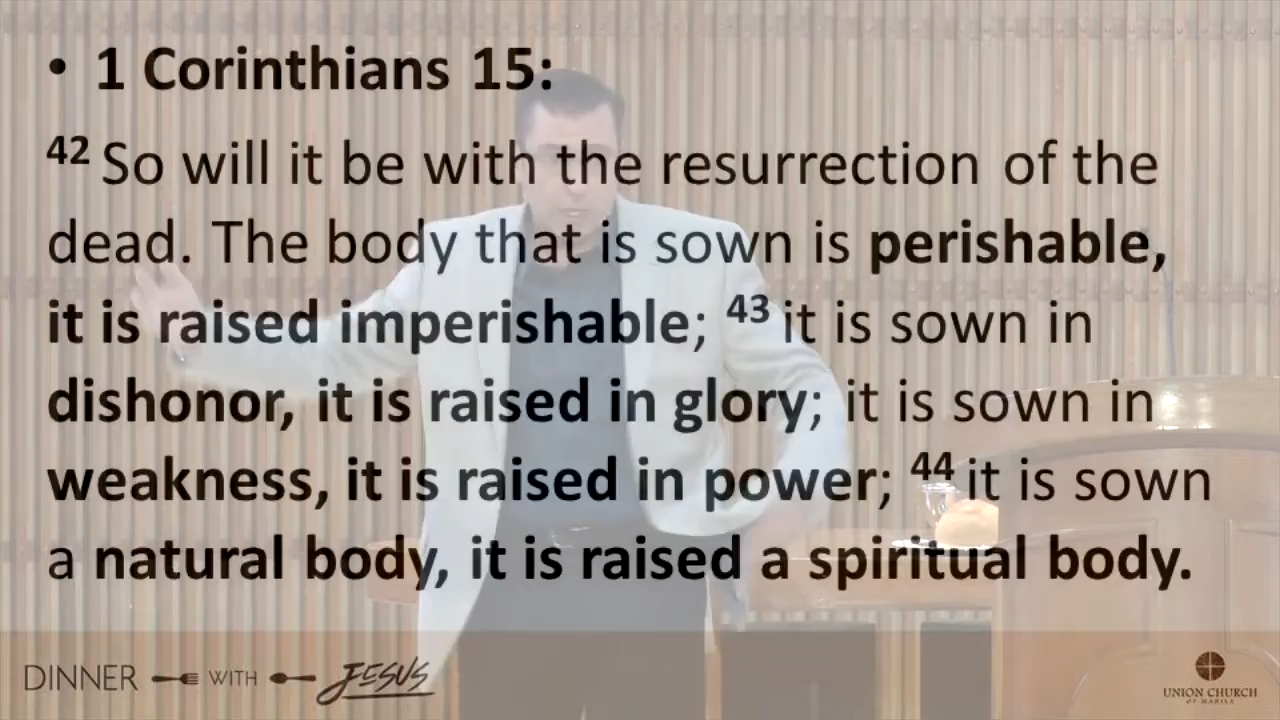 • 1 Corinthians 15:
42 So will it be with the resurrection of the
dead. The body that is sown is perishable,
it is raised imperishable; 43 it is sown in
dishonor, it is raised in glory; it is sown in
weakness, it is raised in power; 44 it is sown
a natural body, it is raised a spiritual body.
DINNER WITH JESUS
UNION CHURCH
OF MANILA